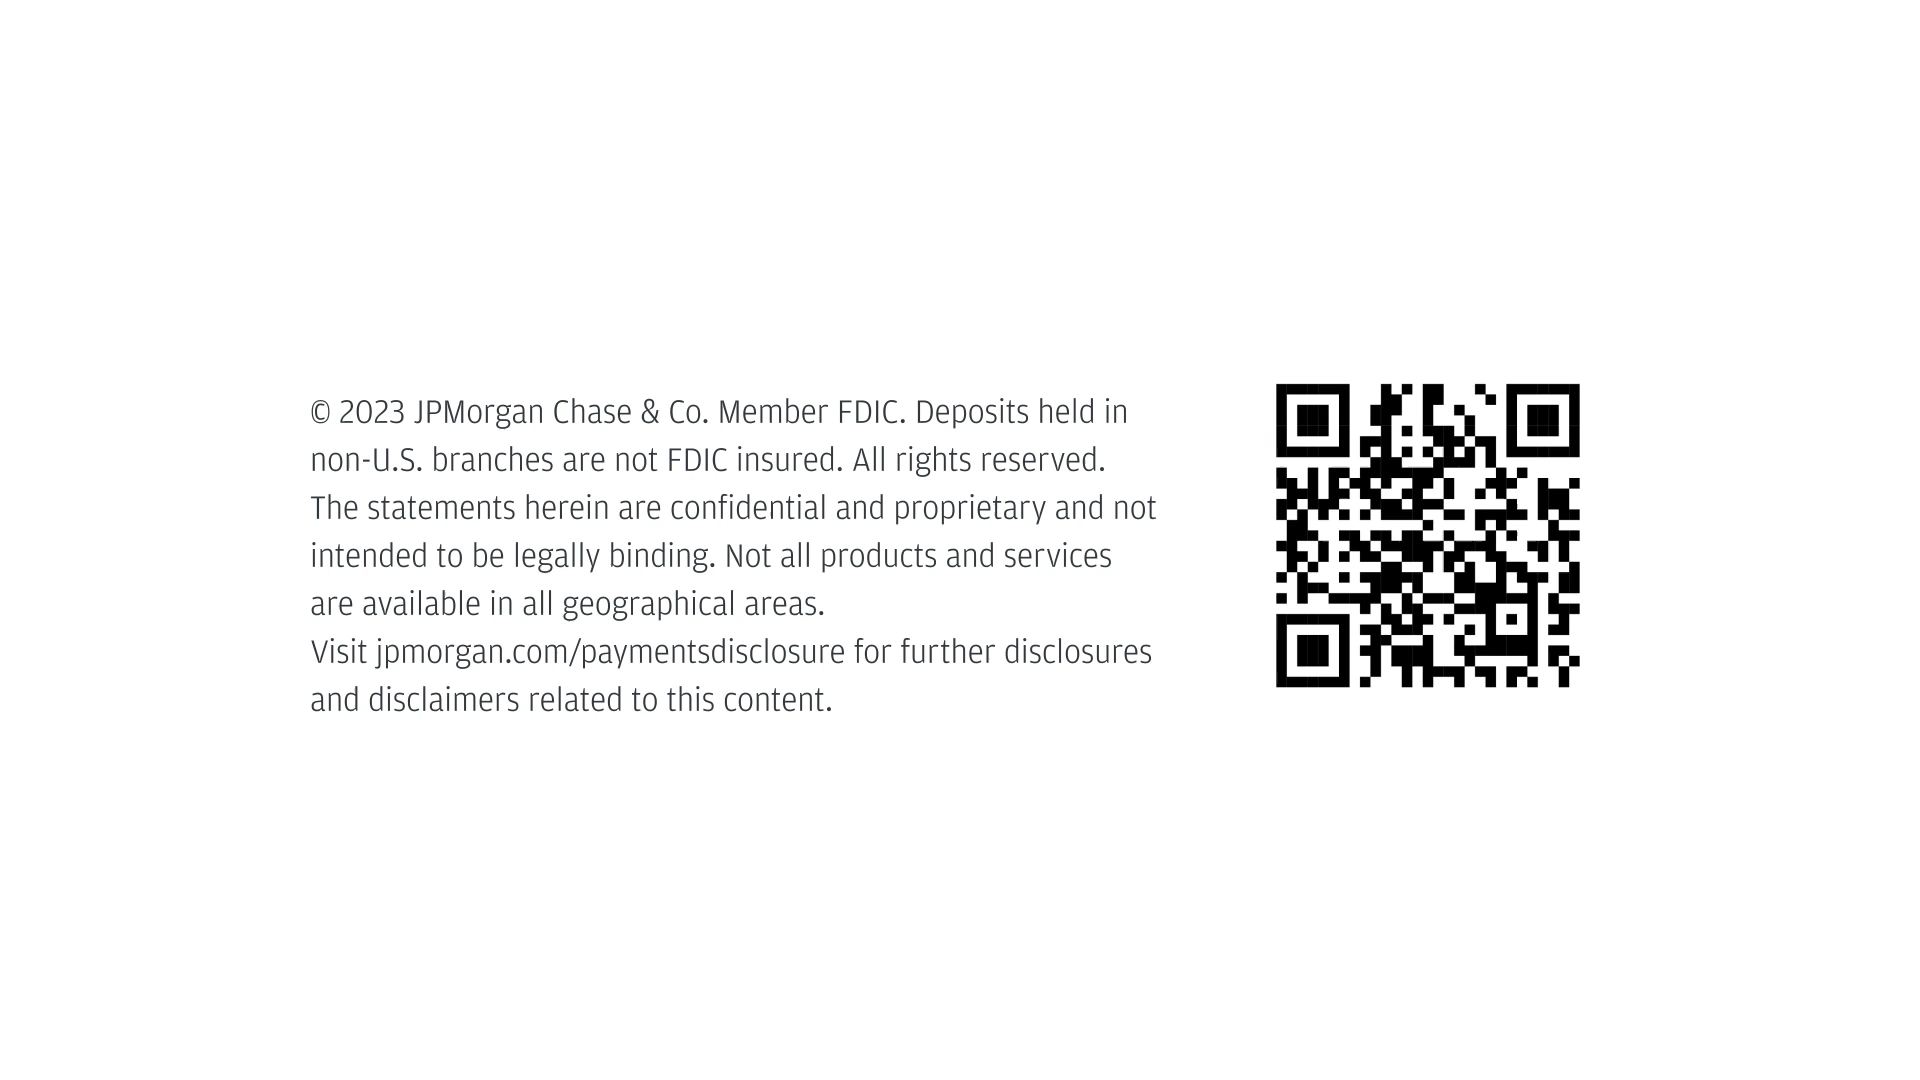 © 2023 JPMorgan Chase & Co. Member FDIC. Deposits held in
non-U.S. branches are not FDIC insured. All rights reserved.
The statements herein are confidential and proprietary and not
intended to be legally binding. Not all products and services
are available in all geographical areas.
Visit jpmorgan.com/paymentsdisclosure for further disclosures
and disclaimers related to this content.